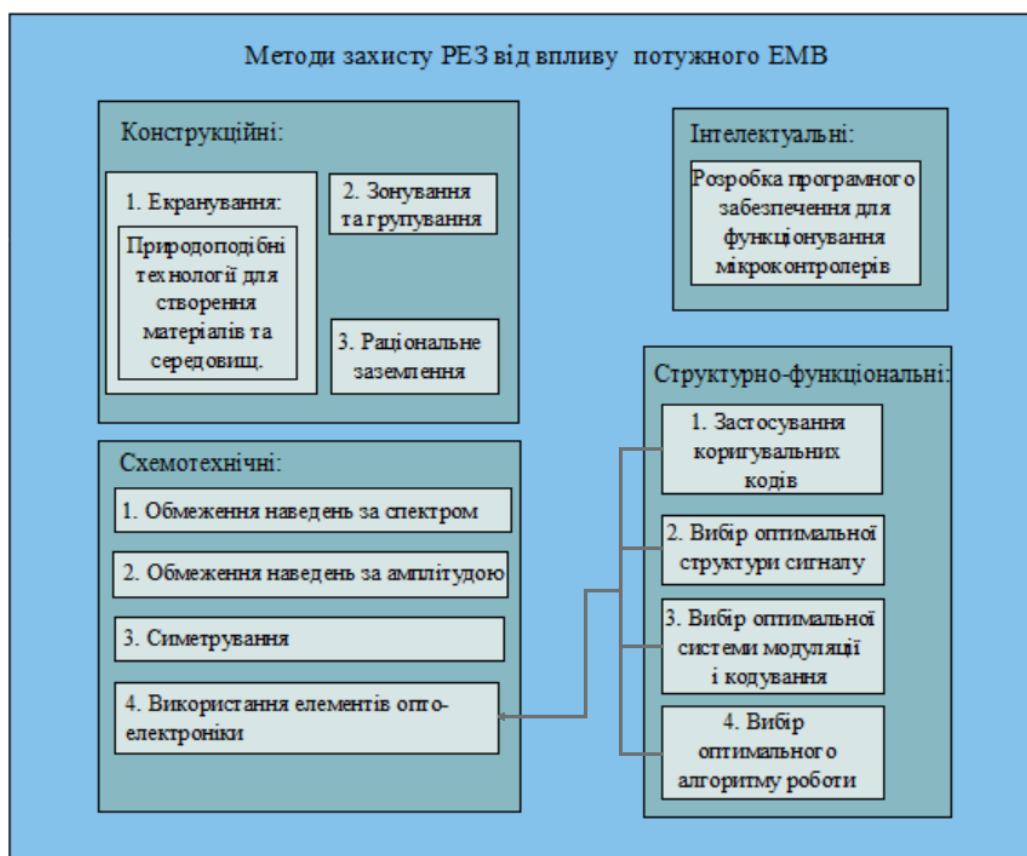 Методи захисту РЕЗ від впливу потужного ЕМВ
Конструкційні:
1. Екранування:
Природоподібні
технології для
створення
матеріалів та
середовищ.
2. Зонування
та групування
3. Раціональне
заземлення
Інтелектуальні:
Розробка програмного
забезпечення для
функціонування
мікроконтролерів
Схемотехнічні:
1. Обмеження наведень за спектром
2. Обмеження наведень за амплітудою
3. Симетрування
4. Використання елементів опто-
електроніки
Структурно-функціональні:
1. Застосування
коригувальних
кодів
2. Вибір оптимальної
структури сигналу
3. Вибір оптимальної
системи модуляції
і кодування
4. Вибір
оптимального
алгоритму роботи